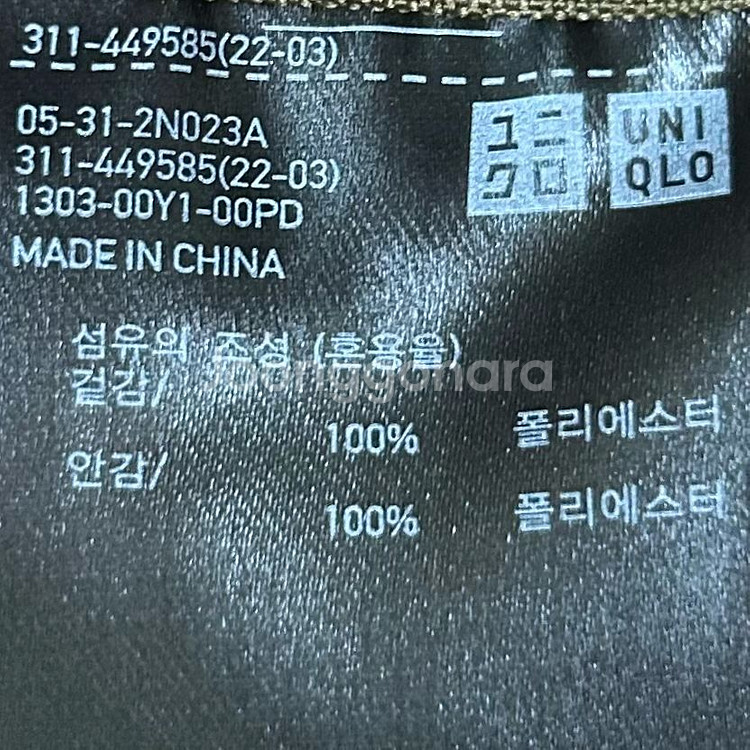 311-449585(22-03)
05-31-2N023A
311-449585(22-03)
1303-00Y1-00PD
MADE IN CHINA
ユニ
クロ
UNI
QLO
섬유의 조성 (혼용율)
겉감/
joonggonara
100% 폴리에스터
안감/
100% 폴리에스터